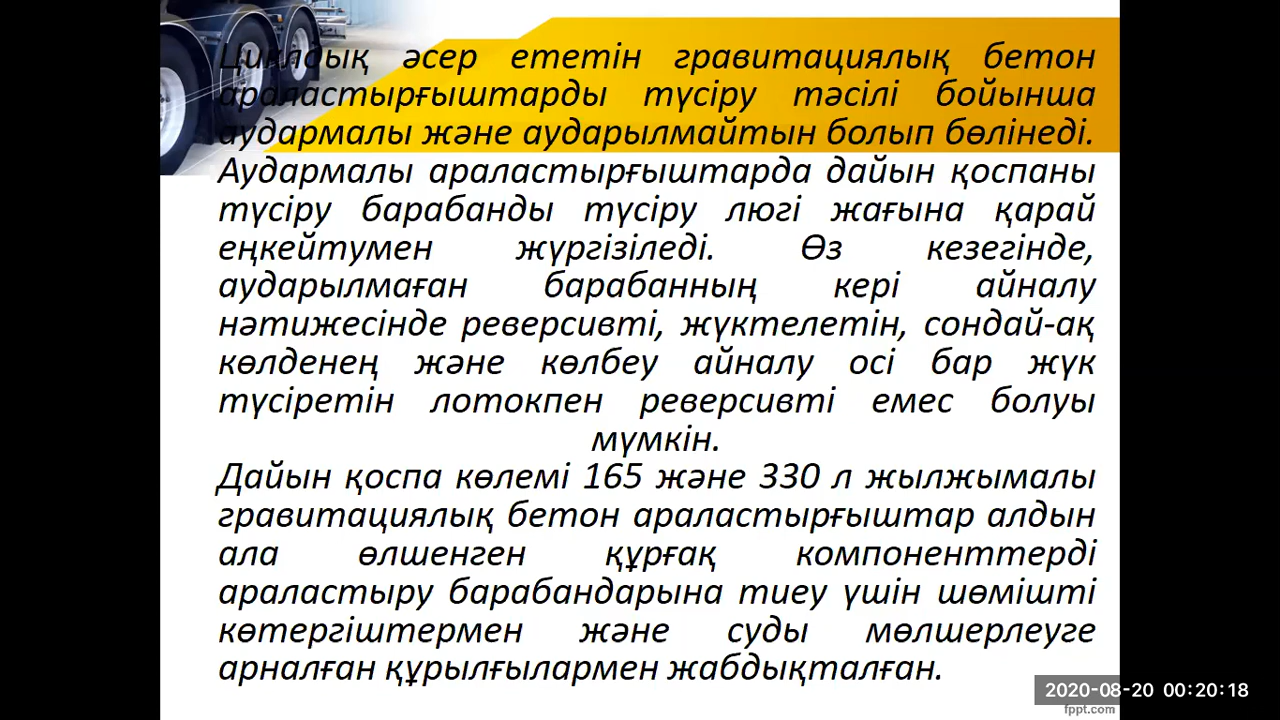 Циклдық әсер ететін гравитациялық бетон
араластырғыштарды түсіру тәсілі бойынша
аудармалы және аударылмайтын болып бөлінеді.
Аудармалы араластырғыштарда дайын қоспаны
түсіру барабанды түсіру люгі жағына қарай
еңкейтумен жүргізіледі. Өз кезегінде,
аударылмаған барабанның кері айналу
нәтижесінде реверсивті, жүктелетін, сондай-ақ
көлденең және көлбеу айналу осі бар жүк
түсіретін лотокпен реверсивті емес болуы
мүмкін.
Дайын қоспа көлемі 165 және 330 л жылжымалы
гравитациялық бетон араластырғыштар алдын
ала өлшенген құрғақ компоненттерді
араластыру барабандарына тиеу үшін шөмішті
көтергіштермен және суды мөлшерлеуге
арналған құрылғылармен жабдықталған.
2020-08-20 00:20:18
fppt.com